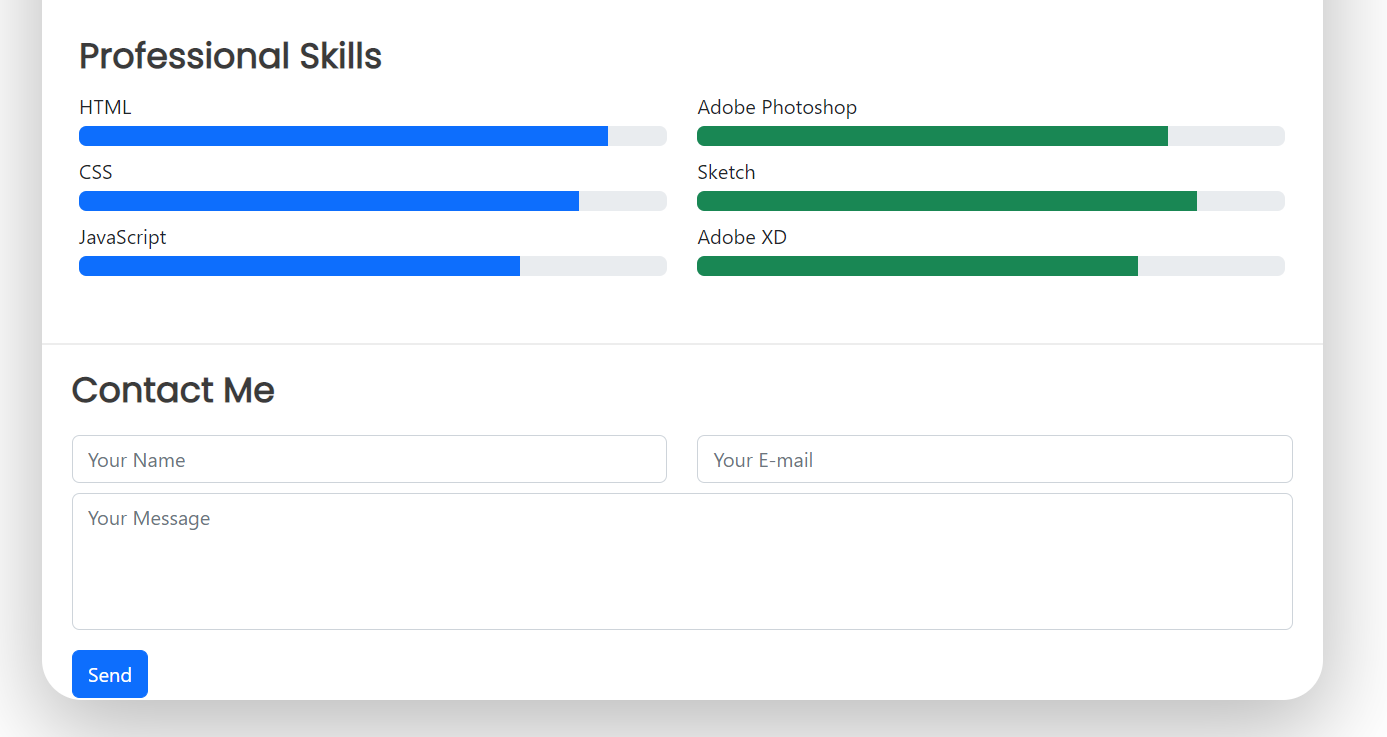 Professional Skills
HTML
Adobe Photoshop
CSS
Sketch
JavaScript
Adobe XD
Contact Me
Your Name
Your E-mail
Your Message
Send